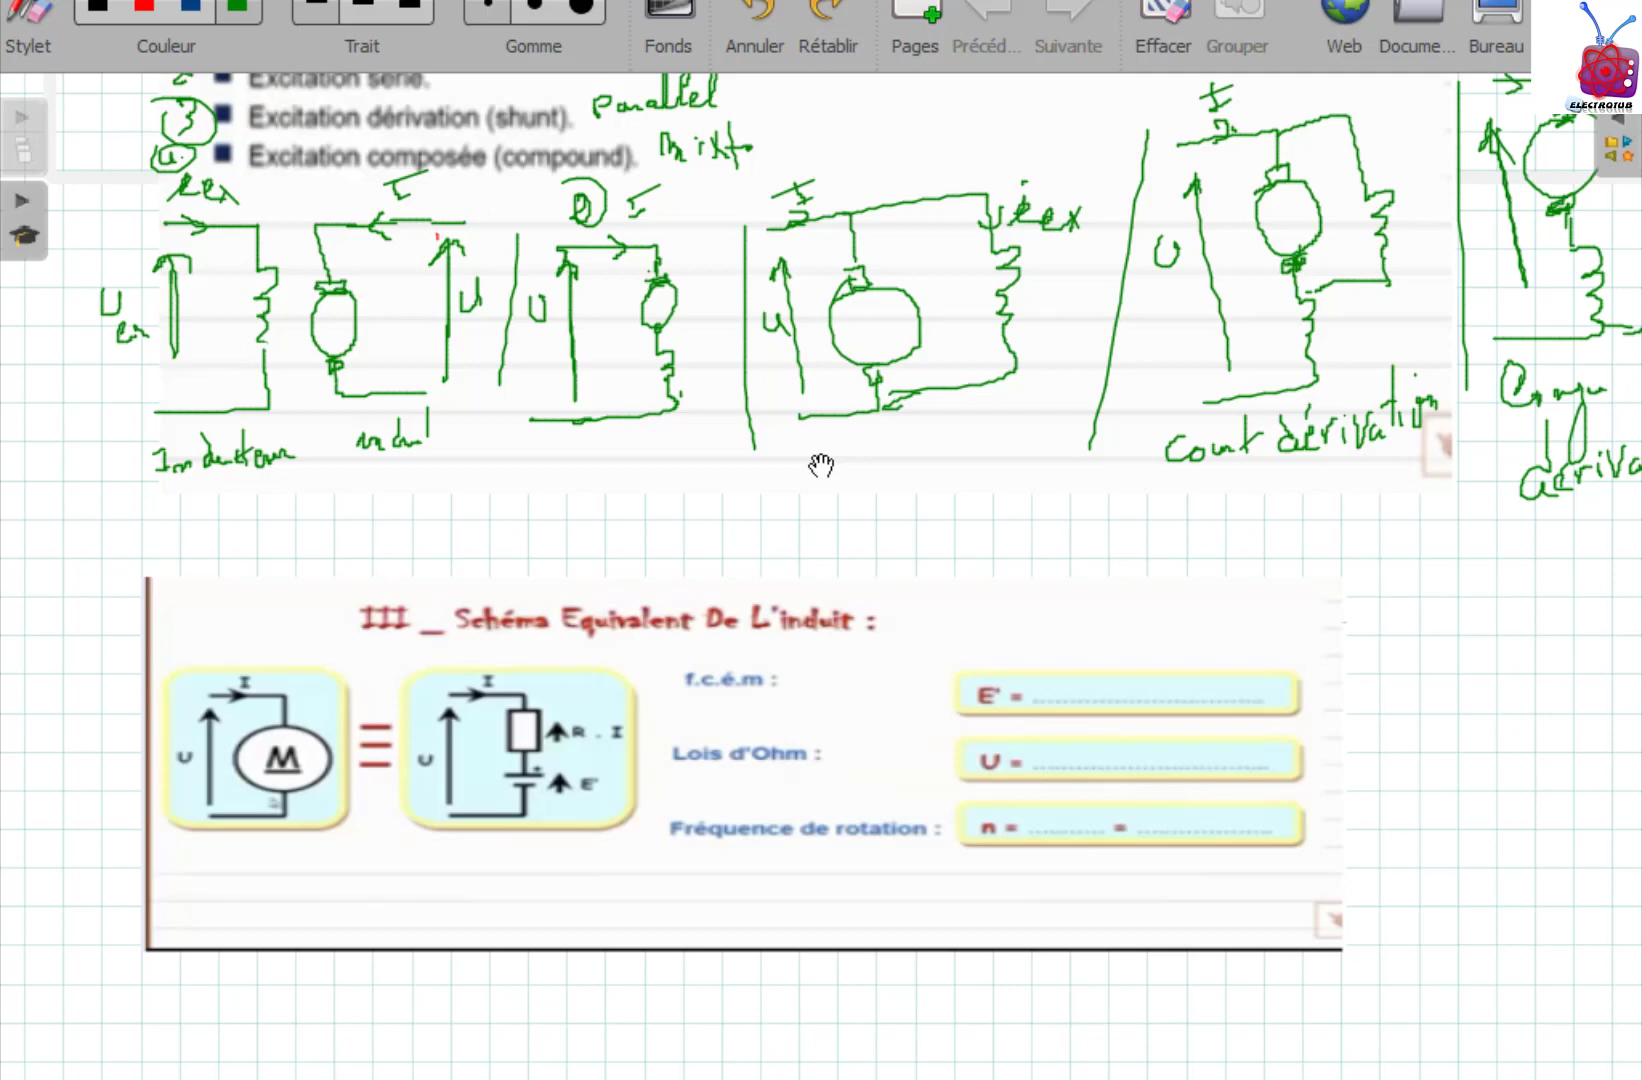 Stylet Couleur Trait Gomme Fonds Annuler Rétablir Pages Précéd... Suivante Effacer Grouper Web Docume... Bureau
ELECTROTUB
Excitation série.
3 Excitation dérivation (shunt). parallel
Excitation composée (compound).
I
I
2 I
I
U
U
U
U
Inducteur
Court dérivation
III _ Schéma Equivalent De L'induit :
I
U
M
I
U
R . I
E'
f.c.é.m :
E' = ..............................
Lois d'Ohm :
U = ..............................
Fréquence de rotation :
n = ............ = ....................